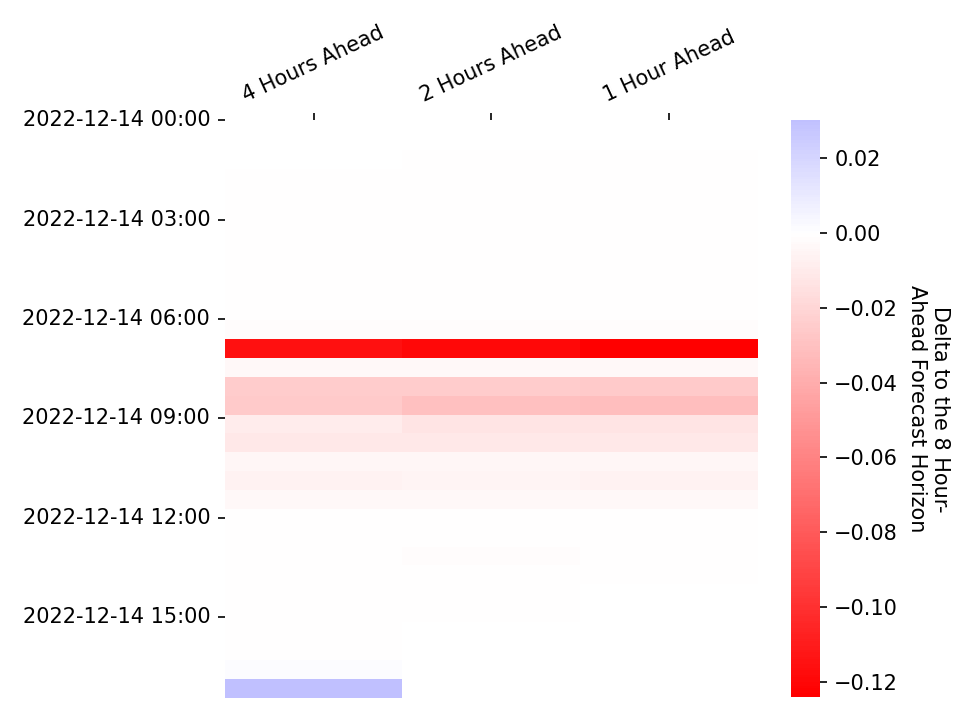 4 Hours Ahead
2 Hours Ahead
1 Hour Ahead
2022-12-14 00:00
2022-12-14 03:00
2022-12-14 06:00
2022-12-14 09:00
2022-12-14 12:00
2022-12-14 15:00
0.02
0.00
−0.02
−0.04
−0.06
−0.08
−0.10
−0.12
Delta to the 8 Hour-
Ahead Forecast Horizon